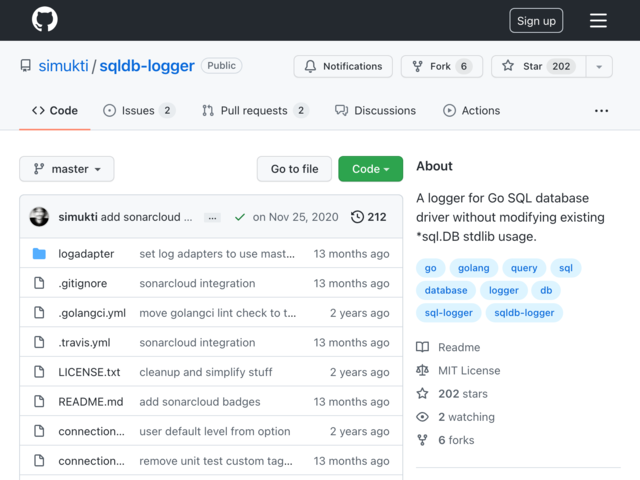 Sign up
simukti / sqldb-logger Public
Notifications Fork 6 Star 202
Code Issues 2 Pull requests 2 Discussions Actions ...
master Go to file Code
simukti add sonarcloud ... ... on Nov 25, 2020 212
logadapter set log adapters to use mast... 13 months ago
.gitignore sonarcloud integration 13 months ago
.golangci.yml move golangci lint check to t... 2 years ago
.travis.yml sonarcloud integration 13 months ago
LICENSE.txt cleanup and simplify stuff 2 years ago
README.md add sonarcloud badges 13 months ago
connection... user default level from option 2 years ago
connection... remove unit test custom tag... 13 months ago
About
A logger for Go SQL database
driver without modifying existing
*sql.DB stdlib usage.
go golang query sql
database logger db
sql-logger sqldb-logger
Readme
MIT License
202 stars
2 watching
6 forks